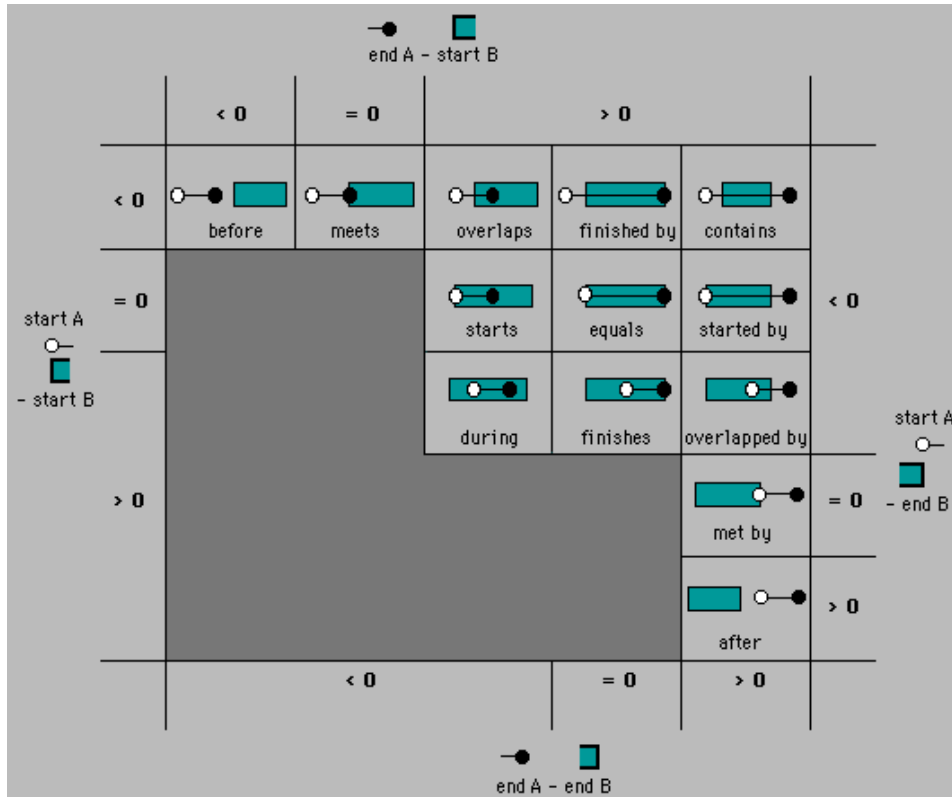 end A - start B
< 0
= 0
> 0
< 0
before
meets
overlaps
finished by
contains
= 0
starts
equals
started by
< 0
start A
- start B
during
finishes
overlapped by
start A
> 0
met by
= 0
- end B
after
> 0
< 0
= 0
> 0
end A - end B